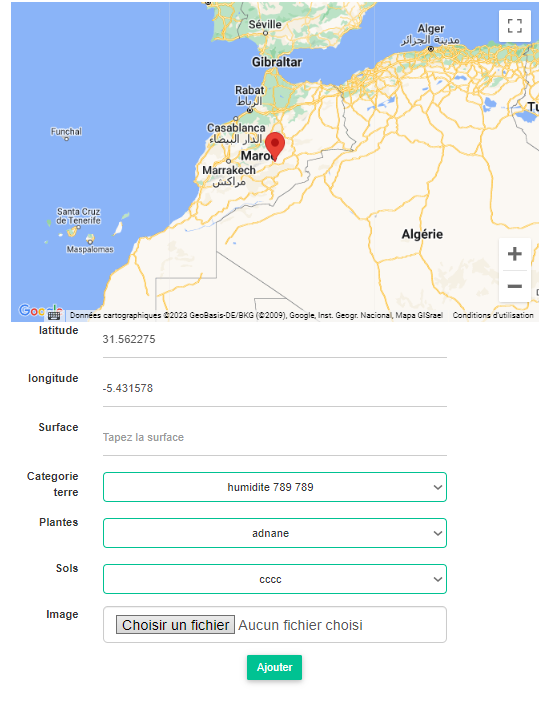 Séville
Alger
مدينة الجزائر
Gibraltar
Rabat
الرباط
Casablanca
الدار البيضاء
Funchal
Maroc
Marrakech
مراكش
Santa Cruz
de Tenerife
Algérie
Maspalomas
Données cartographiques ©2023 GeoBasis-DE/BKG (©2009), Google, Inst. Geogr. Nacional, Mapa GISrael Conditions d'utilisation
latitude
31.562275
longitude
-5.431578
Surface
Tapez la surface
Categorie
terre
humidite 789 789
Plantes
adnane
Sols
cccc
Image
Choisir un fichier Aucun fichier choisi
Ajouter